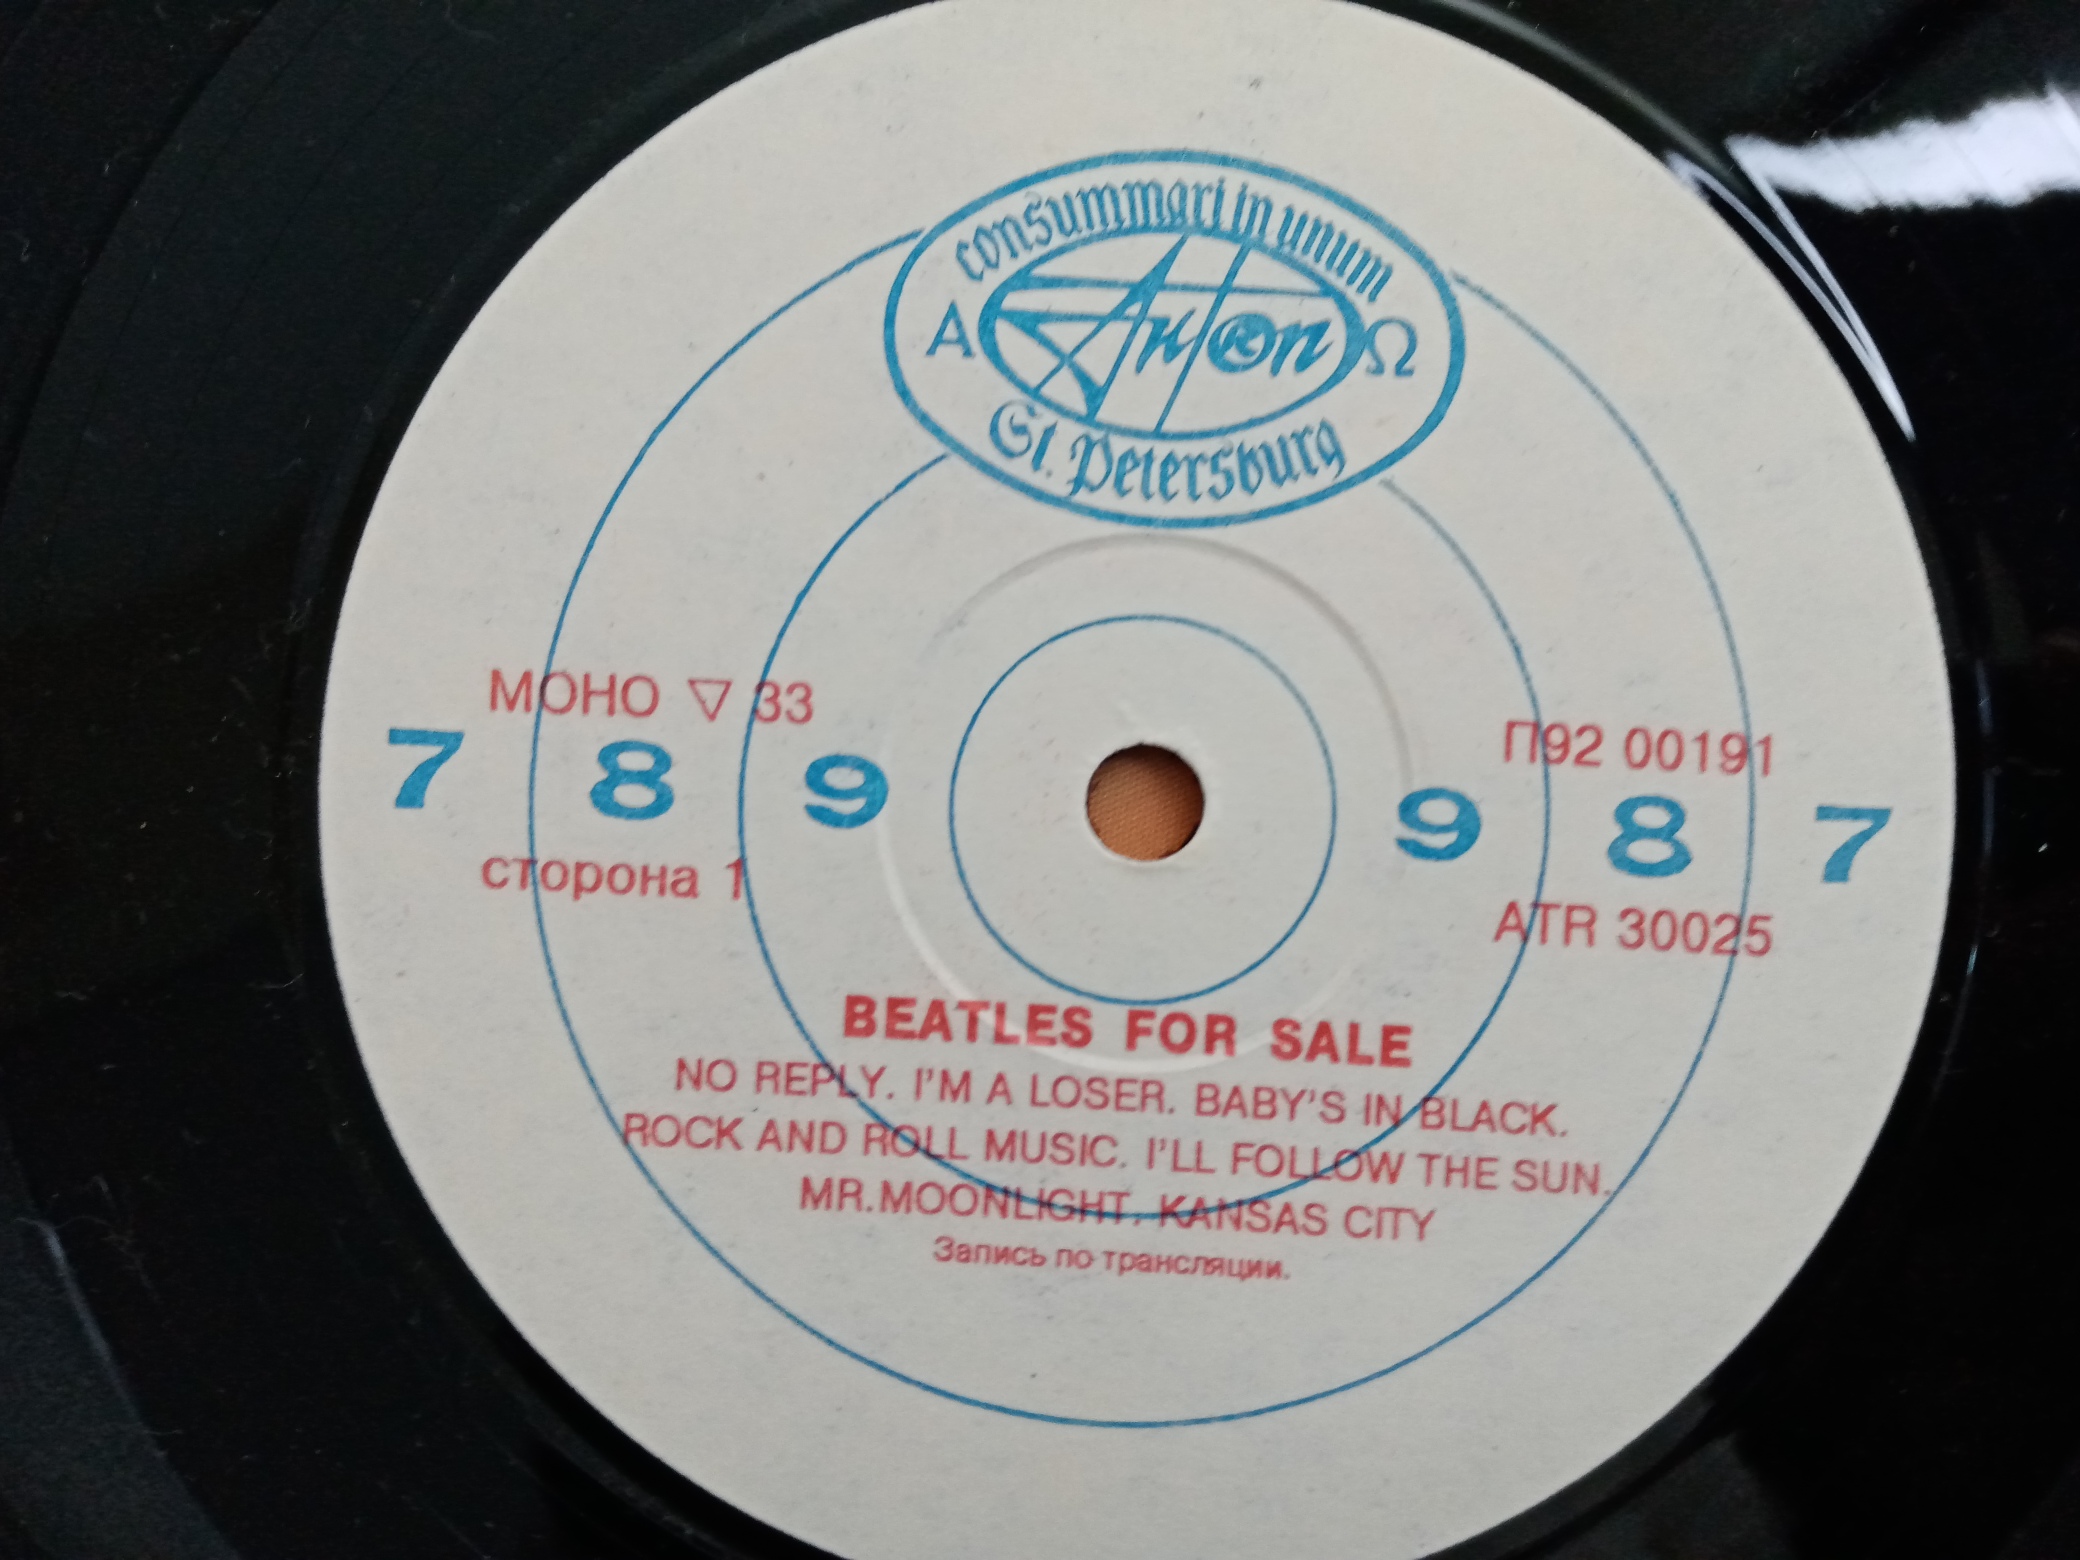 consummari in unum
А АнТроп Ω
St. Petersburg
МОНО ▽ 33
П92 00191
7 8 9 9 8 7
сторона 1
ATR 30025
BEATLES FOR SALE
NO REPLY. I'M A LOSER. BABY'S IN BLACK.
ROCK AND ROLL MUSIC. I'LL FOLLOW THE SUN.
MR.MOONLIGHT. KANSAS CITY
Запись по трансляции.